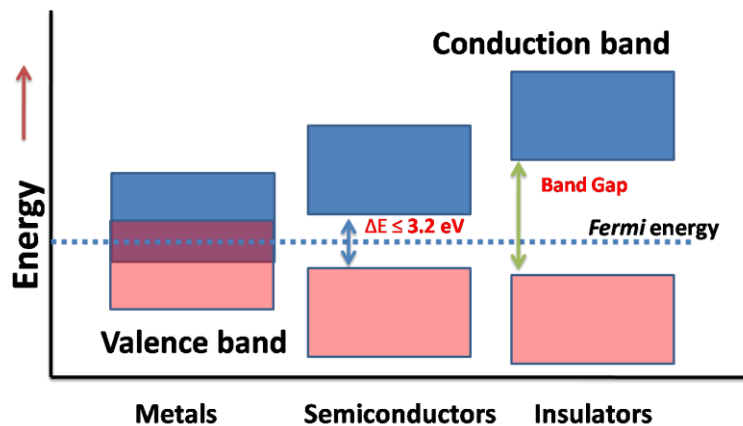 Conduction band
Energy
Band Gap
ΔE ≤ 3.2 eV
Fermi energy
Valence band
Metals
Semiconductors
Insulators